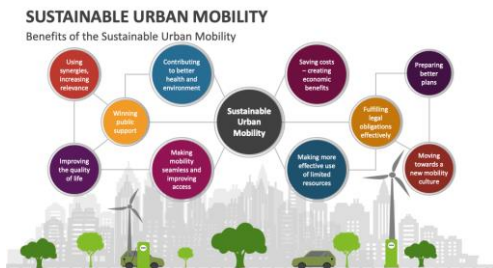 SUSTAINABLE URBAN MOBILITY
Benefits of the Sustainable Urban Mobility
Using
synergies,
increasing
relevance
Contributing
to better
health and
environment
Saving costs
– creating
economic
benefits
Preparing
better
plans
Winning
public
support
Sustainable
Urban
Mobility
Fulfilling
legal
obligations
effectively
Improving
the quality
of life
Making
mobility
seamless and
improving
access
Making more
effective use
of limited
resources
Moving
towards a
new mobility
culture